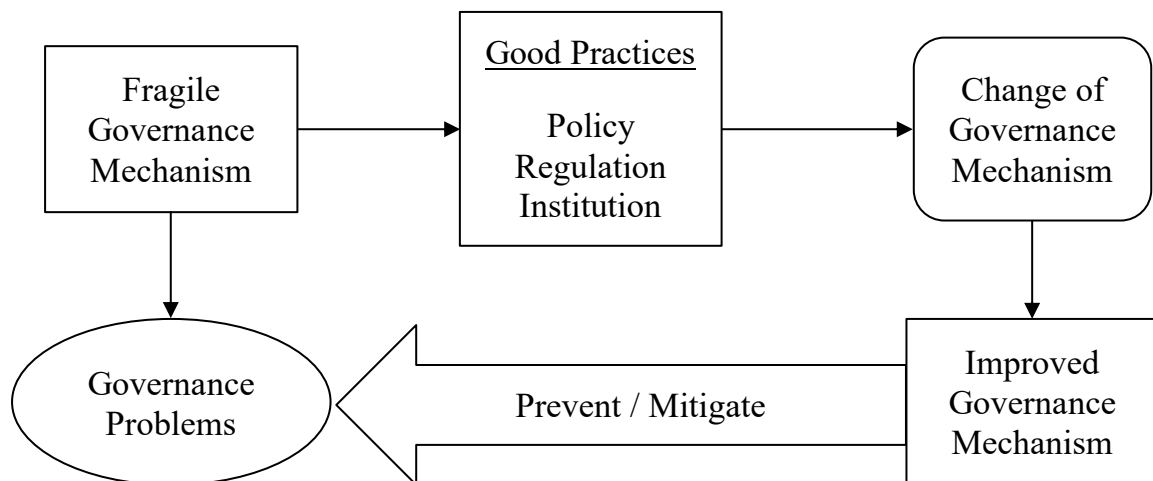 Fragile
Governance
Mechanism
Good Practices
Policy
Regulation
Institution
Change of
Governance
Mechanism
Governance
Problems
Prevent / Mitigate
Improved
Governance
Mechanism